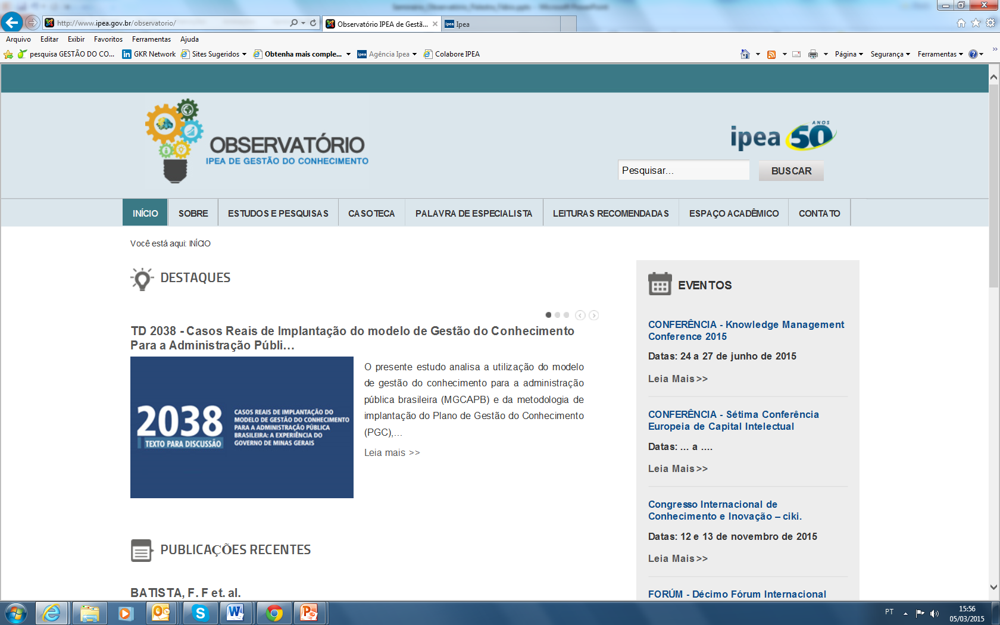 Seminario_Observatório_Palestra_Fábio.pptx - Microsoft PowerPoint
http://www.ipea.gov.br/observatorio/
Observatório IPEA de Gestã...
ipea Ipea
Arquivo Editar Exibir Favoritos Ferramentas Ajuda
pesquisa GESTÃO DO CO...
in GKR Network
Sites Sugeridos
Obtenha mais comple...
ipea Agência Ipea
Colabore IPEA
Página Segurança Ferramentas
OBSERVATÓRIO
IPEA DE GESTÃO DO CONHECIMENTO
ipea 50 ANOS
Pesquisar... BUSCAR
INÍCIO SOBRE ESTUDOS E PESQUISAS CASOTECA PALAVRA DE ESPECIALISTA LEITURAS RECOMENDADAS ESPAÇO ACADÊMICO CONTATO
Você está aqui: INÍCIO
DESTAQUES
TD 2038 - Casos Reais de Implantação do modelo de Gestão do Conhecimento
Para a Administração Públi...
2038
TEXTO PARA DISCUSSÃO
CASOS REAIS DE IMPLANTAÇÃO DO
MODELO DE GESTÃO DO CONHECIMENTO
PARA A ADMINISTRAÇÃO PÚBLICA
BRASILEIRA: A EXPERIÊNCIA DO
GOVERNO DE MINAS GERAIS
O presente estudo analisa a utilização do modelo
de gestão do conhecimento para a administração
pública brasileira (MGCAPB) e da metodologia de
implantação do Plano de Gestão do Conhecimento
(PGC),...
Leia mais >>
PUBLICAÇÕES RECENTES
BATISTA, F. F et. al.
EVENTOS
CONFERÊNCIA - Knowledge Management
Conference 2015
Datas: 24 a 27 de junho de 2015
Leia Mais >>
CONFERÊNCIA - Sétima Conferência
Europeia de Capital Intelectual
Datas: ... a ....
Leia Mais >>
Congresso Internacional de
Conhecimento e Inovação – ciki.
Datas: 12 e 13 de novembro de 2015
Leia Mais >>
FORÚM - Décimo Fórum Internacional
PT
15:56
05/03/2015